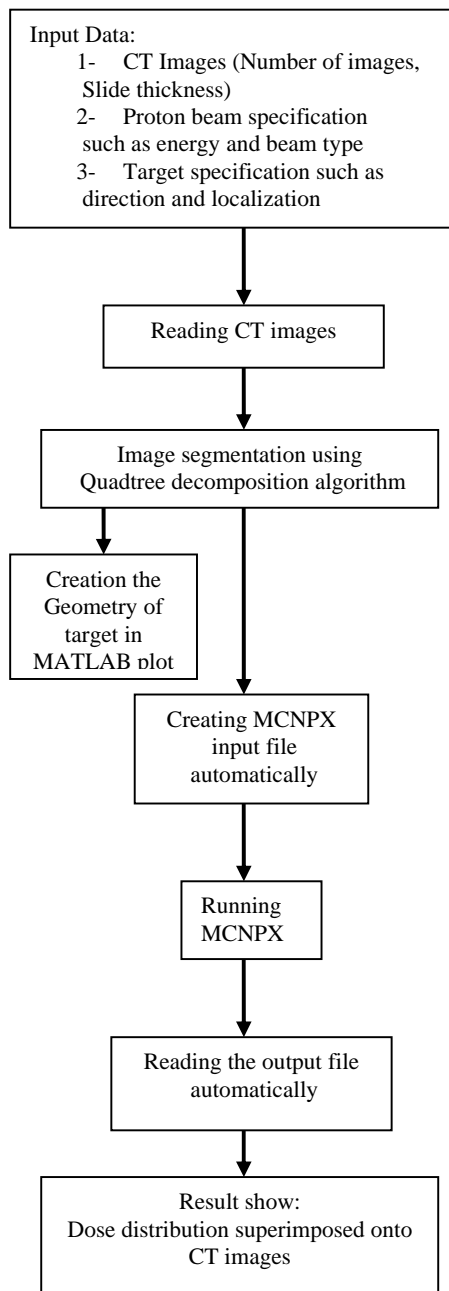 Input Data:
1- CT Images (Number of images,
Slide thickness)
2- Proton beam specification
such as energy and beam type
3- Target specification such as
direction and localization
Reading CT images
Image segmentation using
Quadtree decomposition algorithm
Creation the
Geometry of
target in
MATLAB plot
Creating MCNPX
input file
automatically
Running
MCNPX
Reading the output file
automatically
Result show:
Dose distribution superimposed onto
CT images